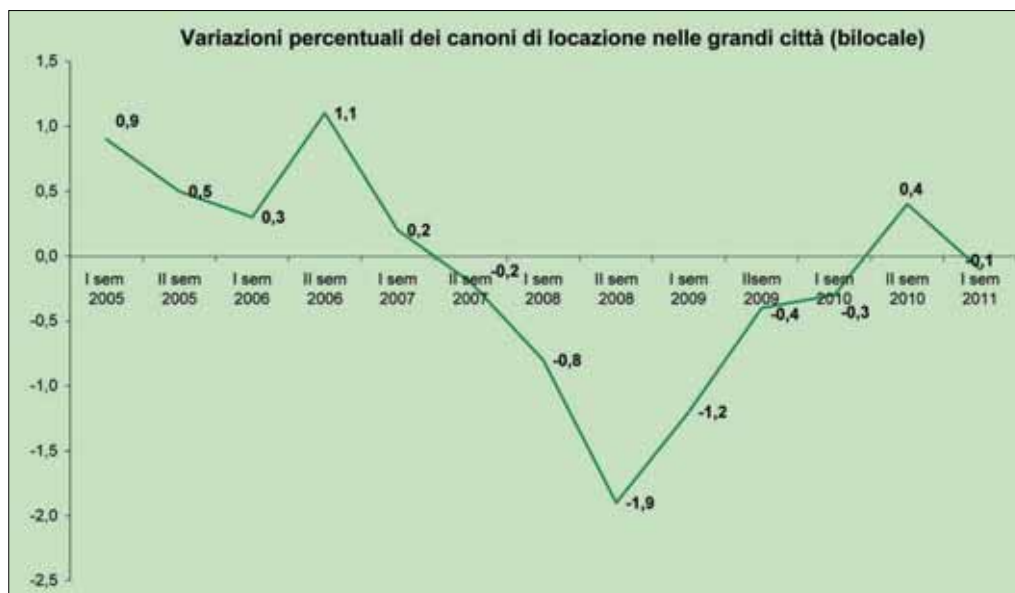 Variazioni percentuali dei canoni di locazione nelle grandi città (bilocale)
1,5
1,0
0,5
0,0
-0,5
-1,0
-1,5
-2,0
-2,5
0,9
0,5
0,3
1,1
0,2
-0,2
-0,8
-1,9
-1,2
-0,4
-0,3
0,4
-0,1
I sem 2005
II sem 2005
I sem 2006
II sem 2006
I sem 2007
II sem 2007
I sem 2008
II sem 2008
I sem 2009
IIsem 2009
I sem 2010
II sem 2010
I sem 2011